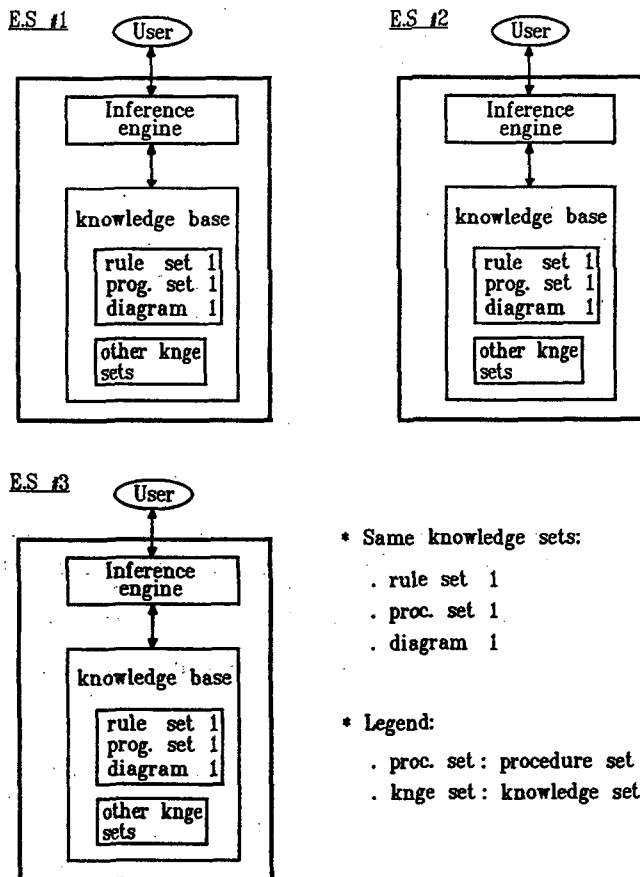 E.S #1
User
Inference
engine
knowledge base
rule set 1
prog. set 1
diagram 1
other knge
sets
E.S #2
User
Inference
engine
knowledge base
rule set 1
prog. set 1
diagram 1
other knge
sets
E.S #3
User
Inference
engine
knowledge base
rule set 1
prog. set 1
diagram 1
other knge
sets
* Same knowledge sets:
. rule set 1
. proc. set 1
. diagram 1
* Legend:
. proc. set : procedure set
. knge set : knowledge set